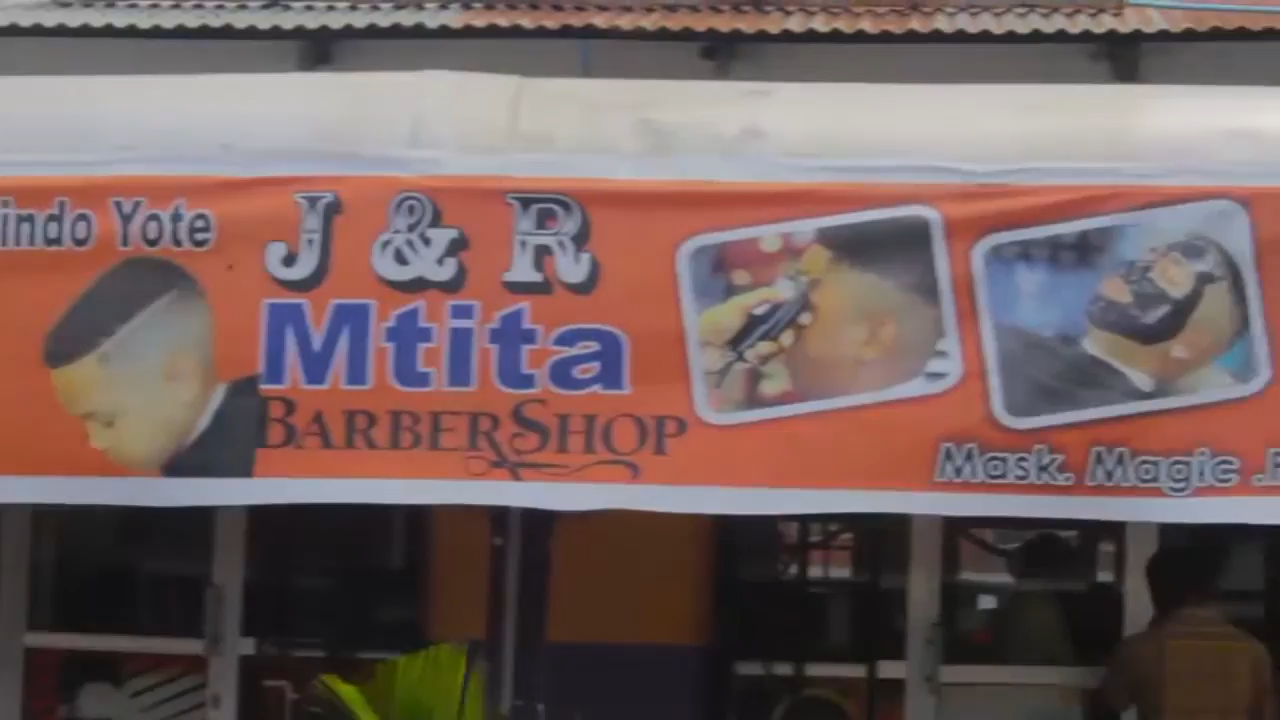 indo Yote
J & R
Mtita
BARBERSHOP
Mask. Magic .